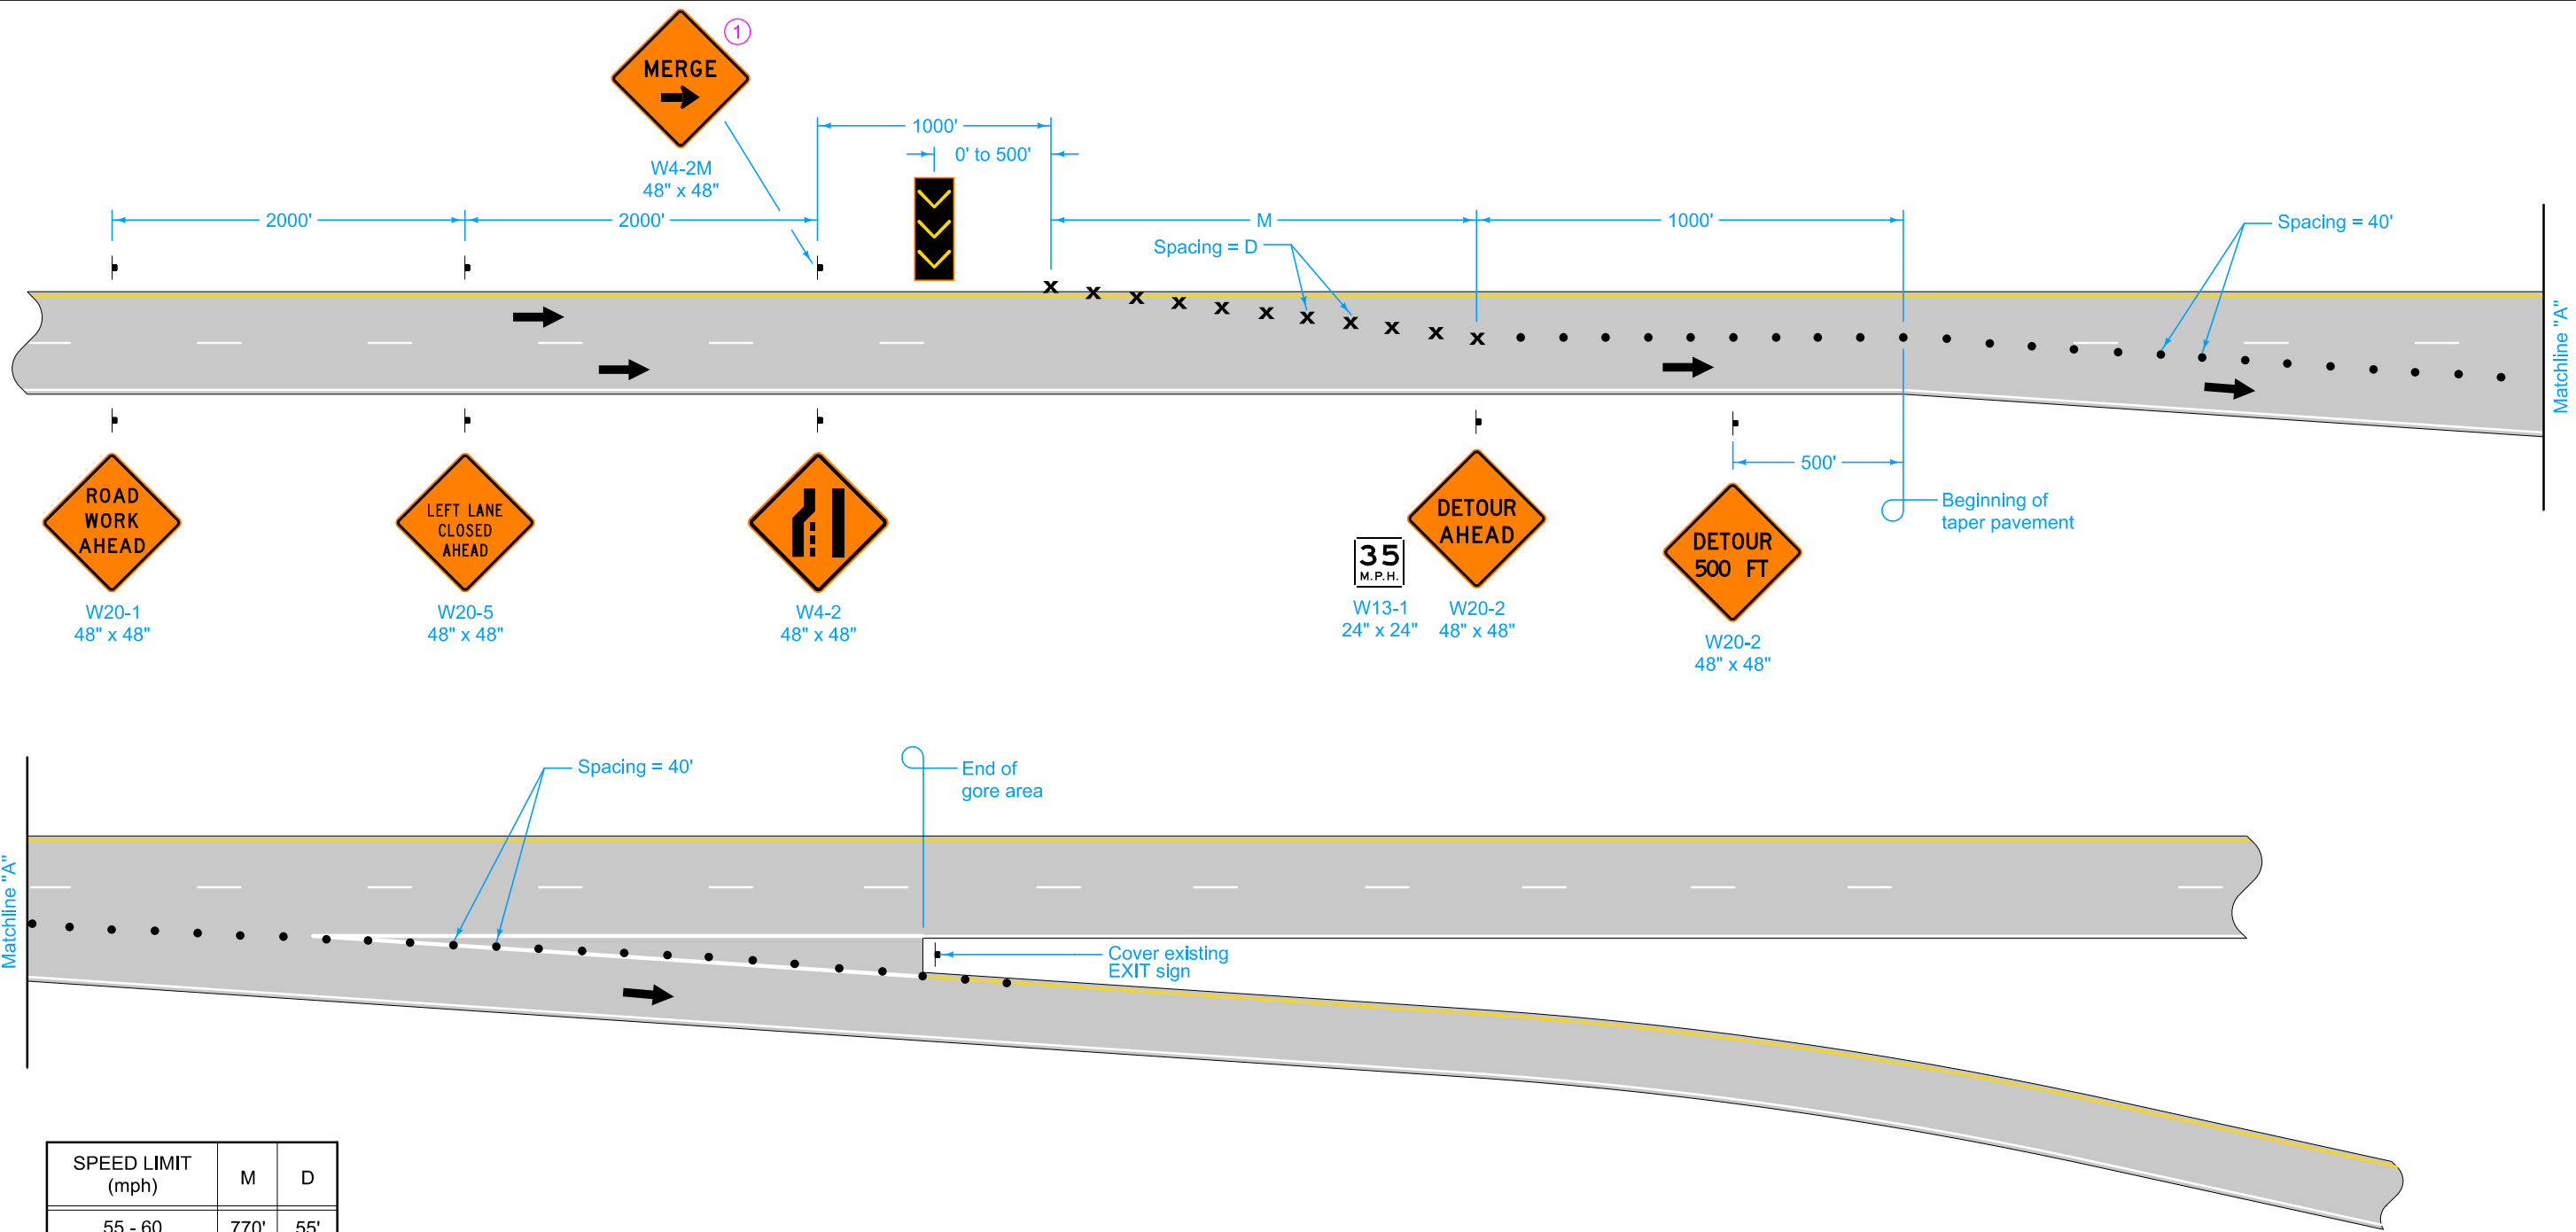 1
MERGE
W4-2M
48" x 48"
1000'
0' to 500'
2000'
2000'
M
1000'
Spacing = 40'
Spacing = D
Matchline "A"
ROAD
WORK
AHEAD
W20-1
48" x 48"
LEFT LANE
CLOSED
AHEAD
W20-5
48" x 48"
W4-2
48" x 48"
35
M.P.H.
W13-1
24" x 24"
DETOUR
AHEAD
W20-2
48" x 48"
500'
DETOUR
500 FT
W20-2
48" x 48"
Beginning of
taper pavement
Spacing = 40'
End of
gore area
Matchline "A"
Cover existing
EXIT sign
SPEED LIMIT
(mph)
M
D
55 - 60
770'
55'